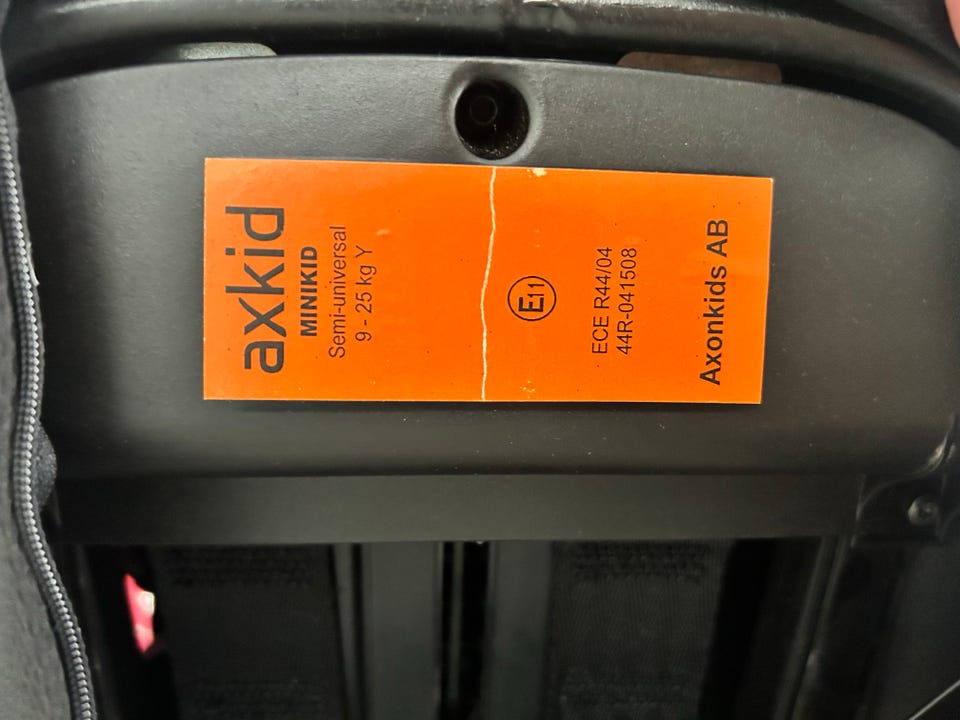 axkid
MINIKID
Semi-universal
9 - 25 kg Y
E11
ECE R44/04
44R-041508
Axonkids AB